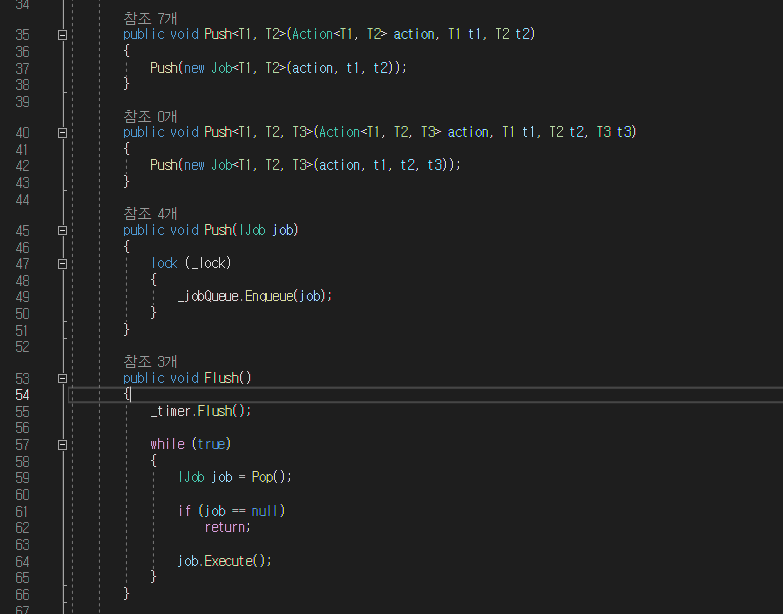 34
참조 7개
35 public void Push<T1, T2>(Action<T1, T2> action, T1 t1, T2 t2)
36 {
37 Push(new Job<T1, T2>(action, t1, t2));
38 }
39
참조 0개
40 public void Push<T1, T2, T3>(Action<T1, T2, T3> action, T1 t1, T2 t2, T3 t3)
41 {
42 Push(new Job<T1, T2, T3>(action, t1, t2, t3));
43 }
44
참조 4개
45 public void Push(IJob job)
46 {
47 lock (_lock)
48 {
49 _jobQueue.Enqueue(job);
50 }
51 }
52
참조 3개
53 public void Flush()
54 {
55 _timer.Flush();
56
57 while (true)
58 {
59 IJob job = Pop();
60
61 if (job == null)
62 return;
63
64 job.Execute();
65 }
66 }
67